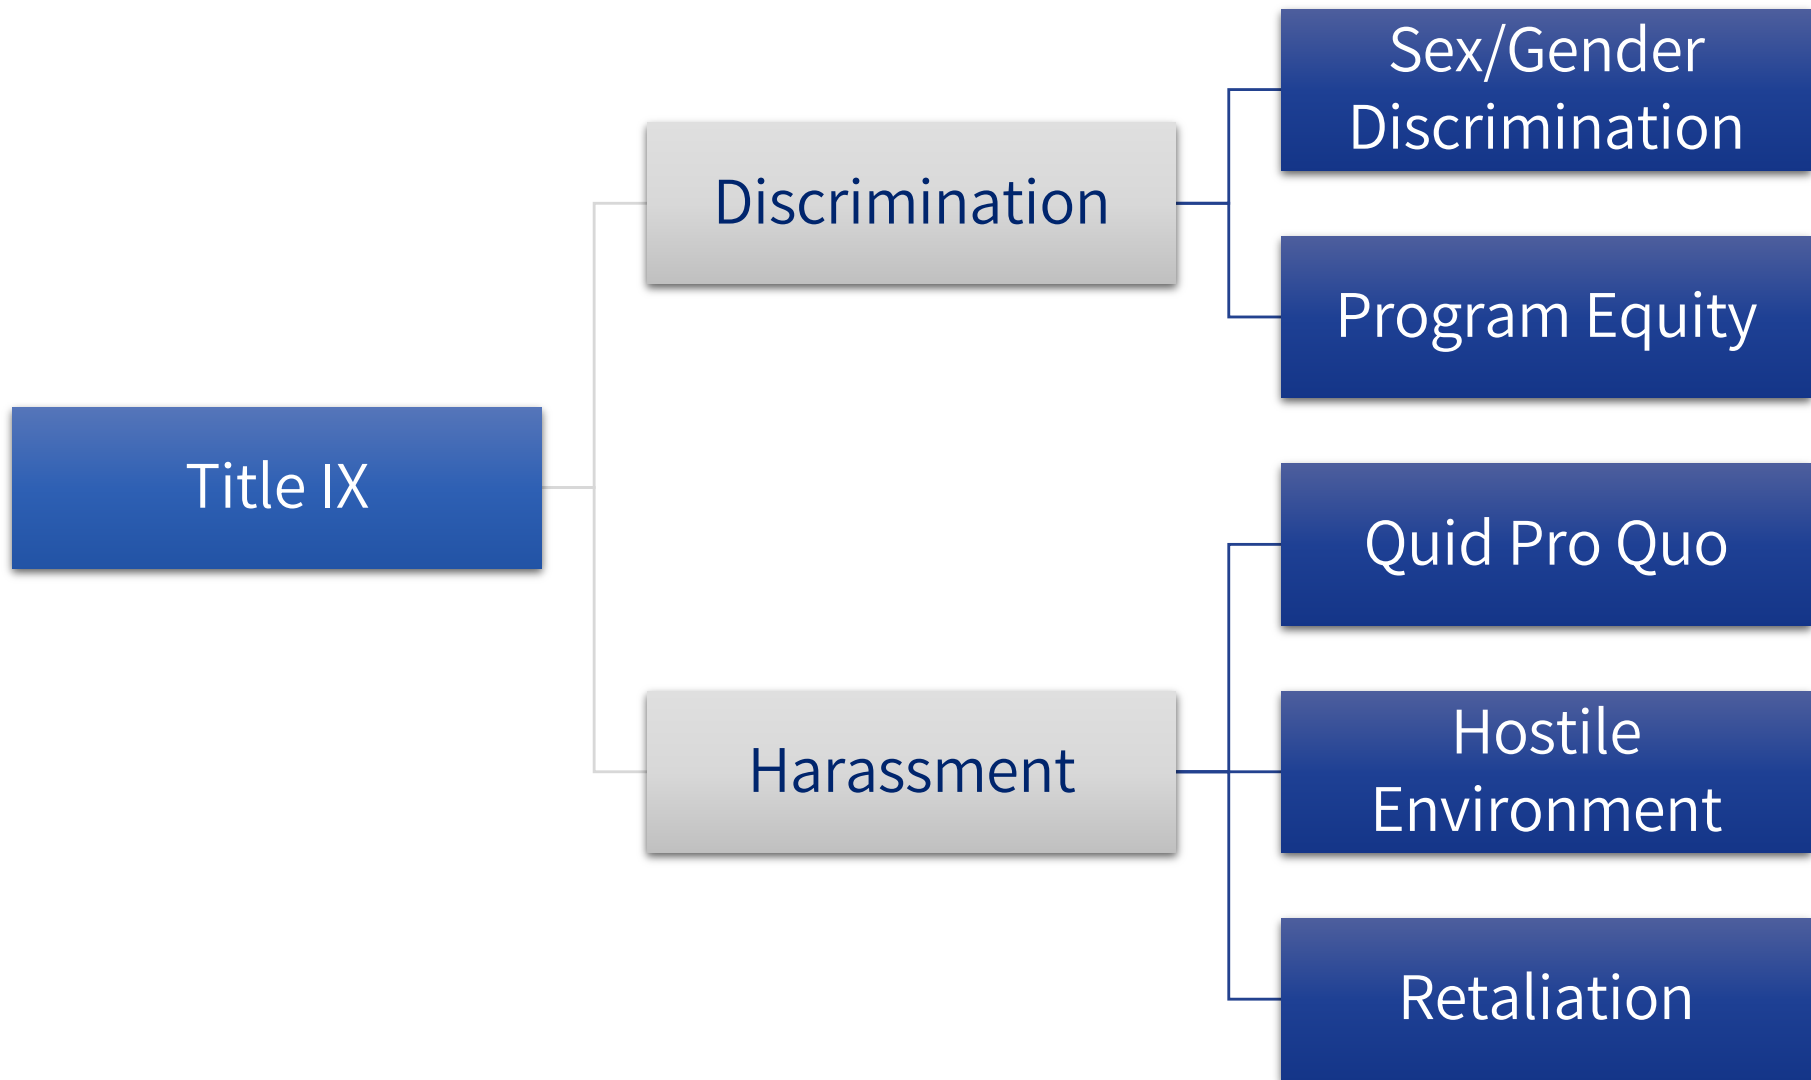 Title IX
Discrimination
Sex/Gender
Discrimination
Program Equity
Harassment
Quid Pro Quo
Hostile
Environment
Retaliation